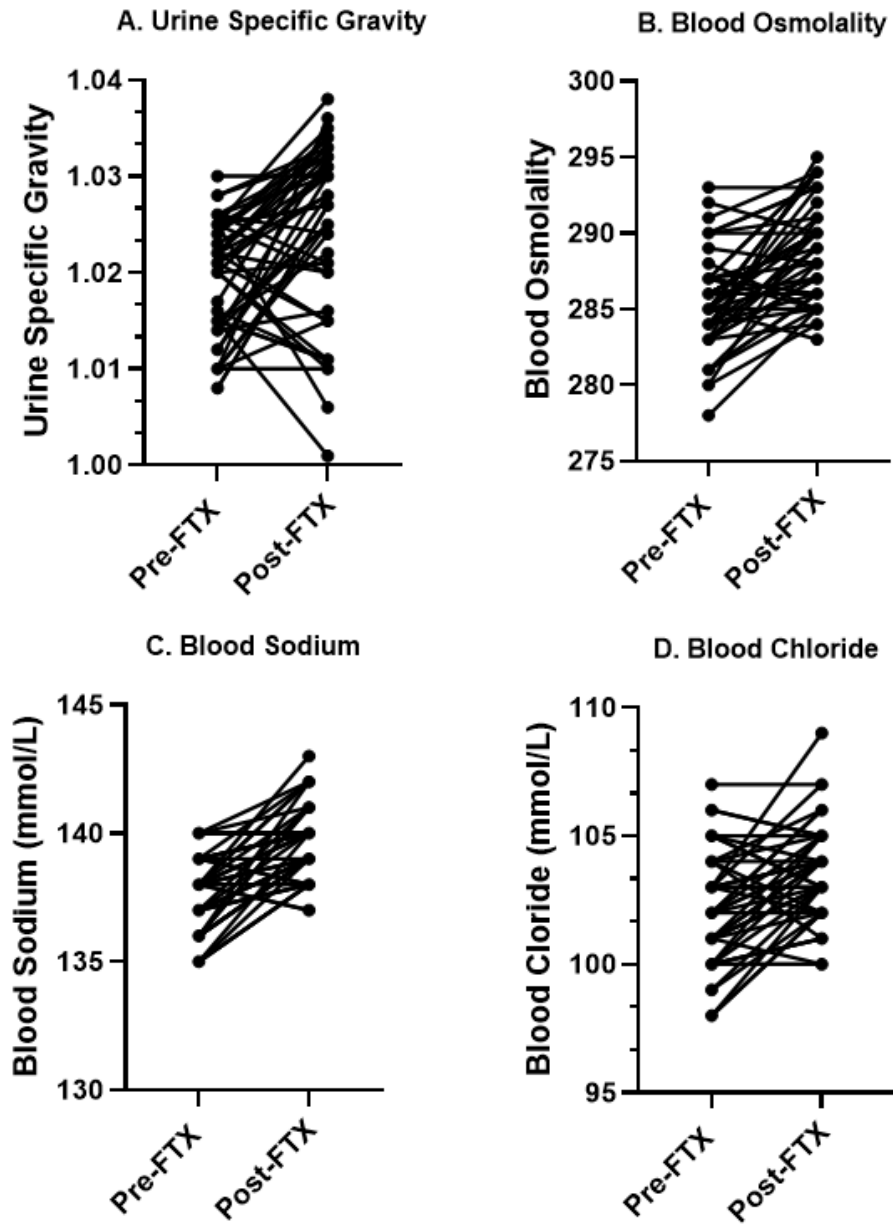 A. Urine Specific Gravity
Urine Specific Gravity
1.04
1.03
1.02
1.01
1.00
Pre-FTX
Post-FTX
B. Blood Osmolality
Blood Osmolality
300
295
290
285
280
275
Pre-FTX
Post-FTX
C. Blood Sodium
Blood Sodium (mmol/L)
145
140
135
130
Pre-FTX
Post-FTX
D. Blood Chloride
Blood Cloride (mmol/L)
110
105
100
95
Pre-FTX
Post-FTX